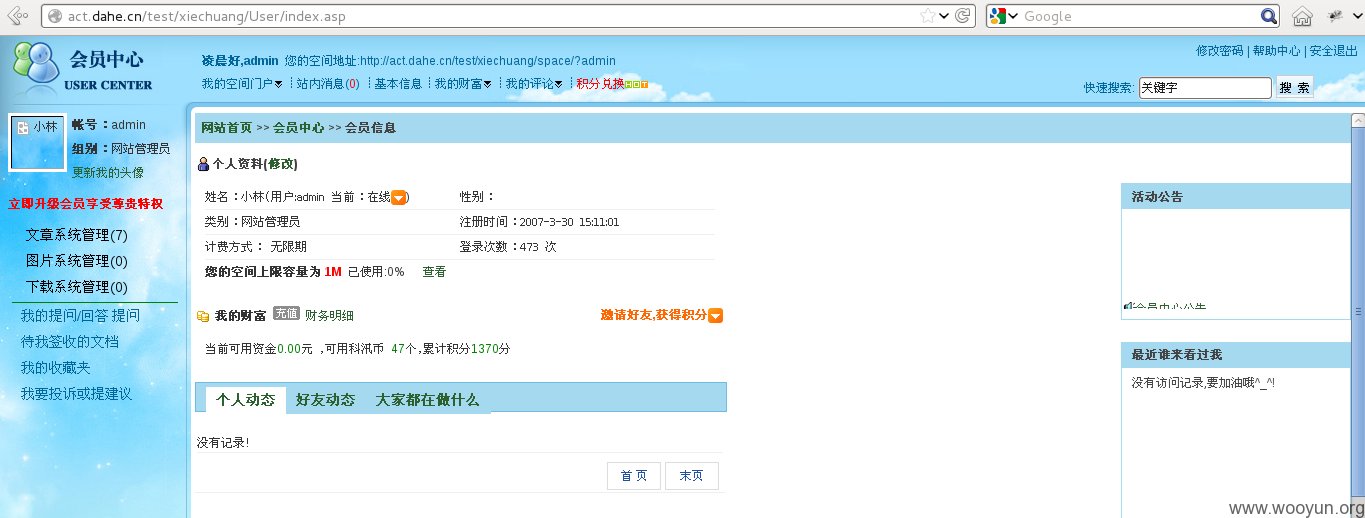 act.dahe.cn/test/xiechuang/User/index.asp
Google
会员中心
USER CENTER
凌晨好,admin 您的空间地址:http://act.dahe.cn/test/xiechuang/space/?admin
修改密码 | 帮助中心 | 安全退出
我的空间门户 站内消息(0) 基本信息 我的财富 我的评论 积分兑换HOT
快速搜索: 关键字 搜 索
小林
帐号：admin
组别：网站管理员
更新我的头像
立即升级会员享受尊贵特权
文章系统管理(7)
图片系统管理(0)
下载系统管理(0)
我的提问/回答 提问
待我签收的文档
我的收藏夹
我要投诉或提建议
网站首页 >> 会员中心 >> 会员信息
个人资料(修改)
姓名：小林(用户:admin 当前：在线) 性别：
类别：网站管理员 注册时间：2007-3-30 15:11:01
计费方式： 无限期 登录次数：473 次
您的空间上限容量为 1M 已使用:0% 查看
我的财富 充值 财务明细 邀请好友,获得积分
当前可用资金0.00元 ,可用科汛币 47个,累计积分1370分
个人动态 好友动态 大家都在做什么
没有记录!
首 页 末页
活动公告
会员中心公告
最近谁来看过我
没有访问记录,要加油哦^_^!
www.wooyun.org